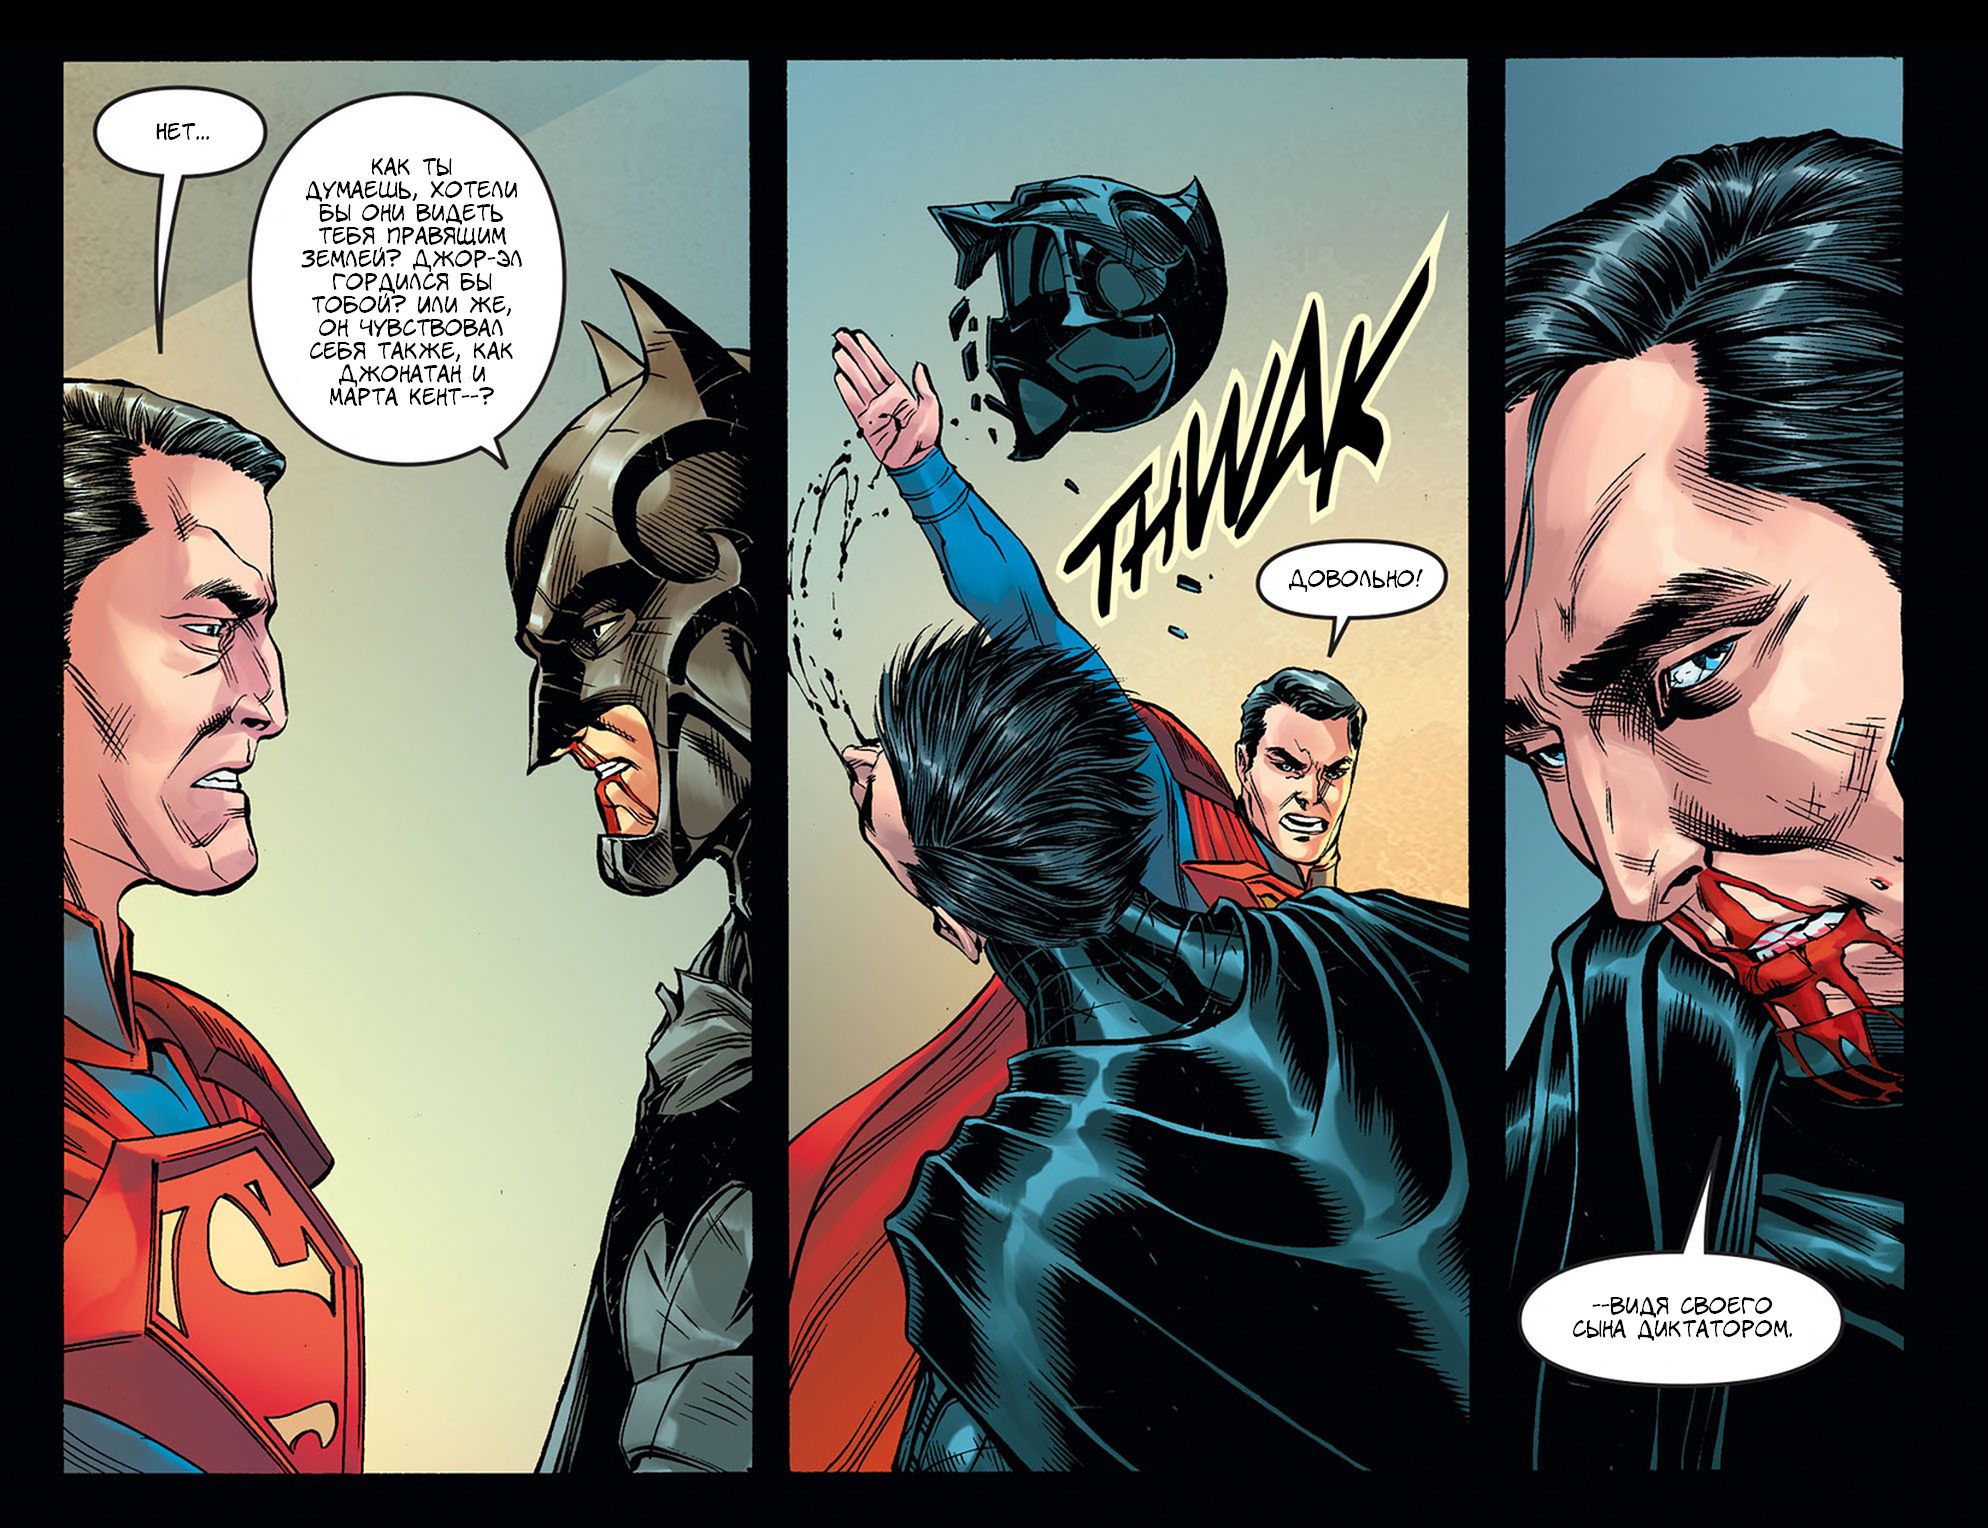 НЕТ...
КАК ТЫ
ДУМАЕШЬ, ХОТЕЛИ
БЫ ОНИ ВИДЕТЬ
ТЕБЯ ПРАВЯЩИМ
ЗЕМЛЕЙ? ДЖОР-ЭЛ
ГОРДИЛСЯ БЫ
ТОБОЙ? ИЛИ ЖЕ,
ОН ЧУВСТВОВАЛ
СЕБЯ ТАКЖЕ, КАК
ДЖОНАТАН И
МАРТА КЕНТ--?
THWAK
ДОВОЛЬНО!
--ВИДЯ СВОЕГО
СЫНА ДИКТАТОРОМ.